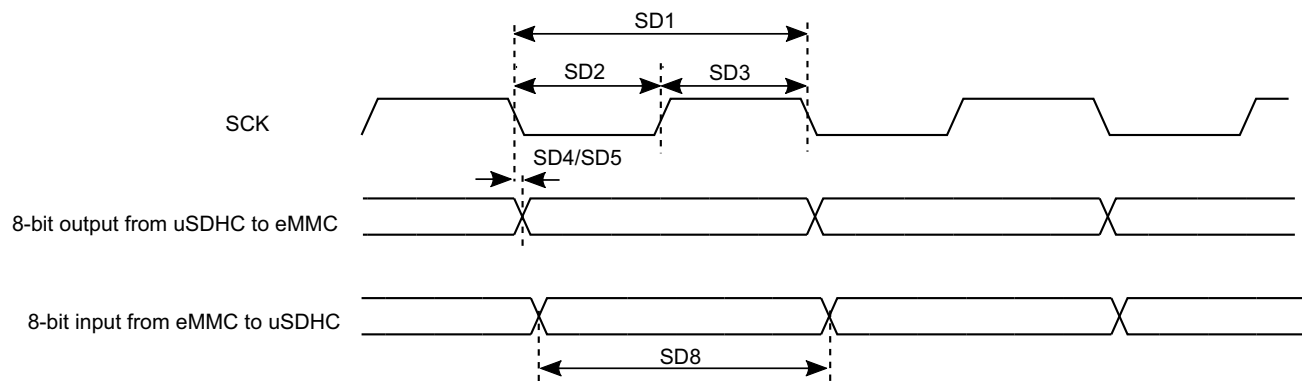 SD1
SD2
SD3
SCK
SD4/SD5
8-bit output from uSDHC to eMMC
8-bit input from eMMC to uSDHC
SD8